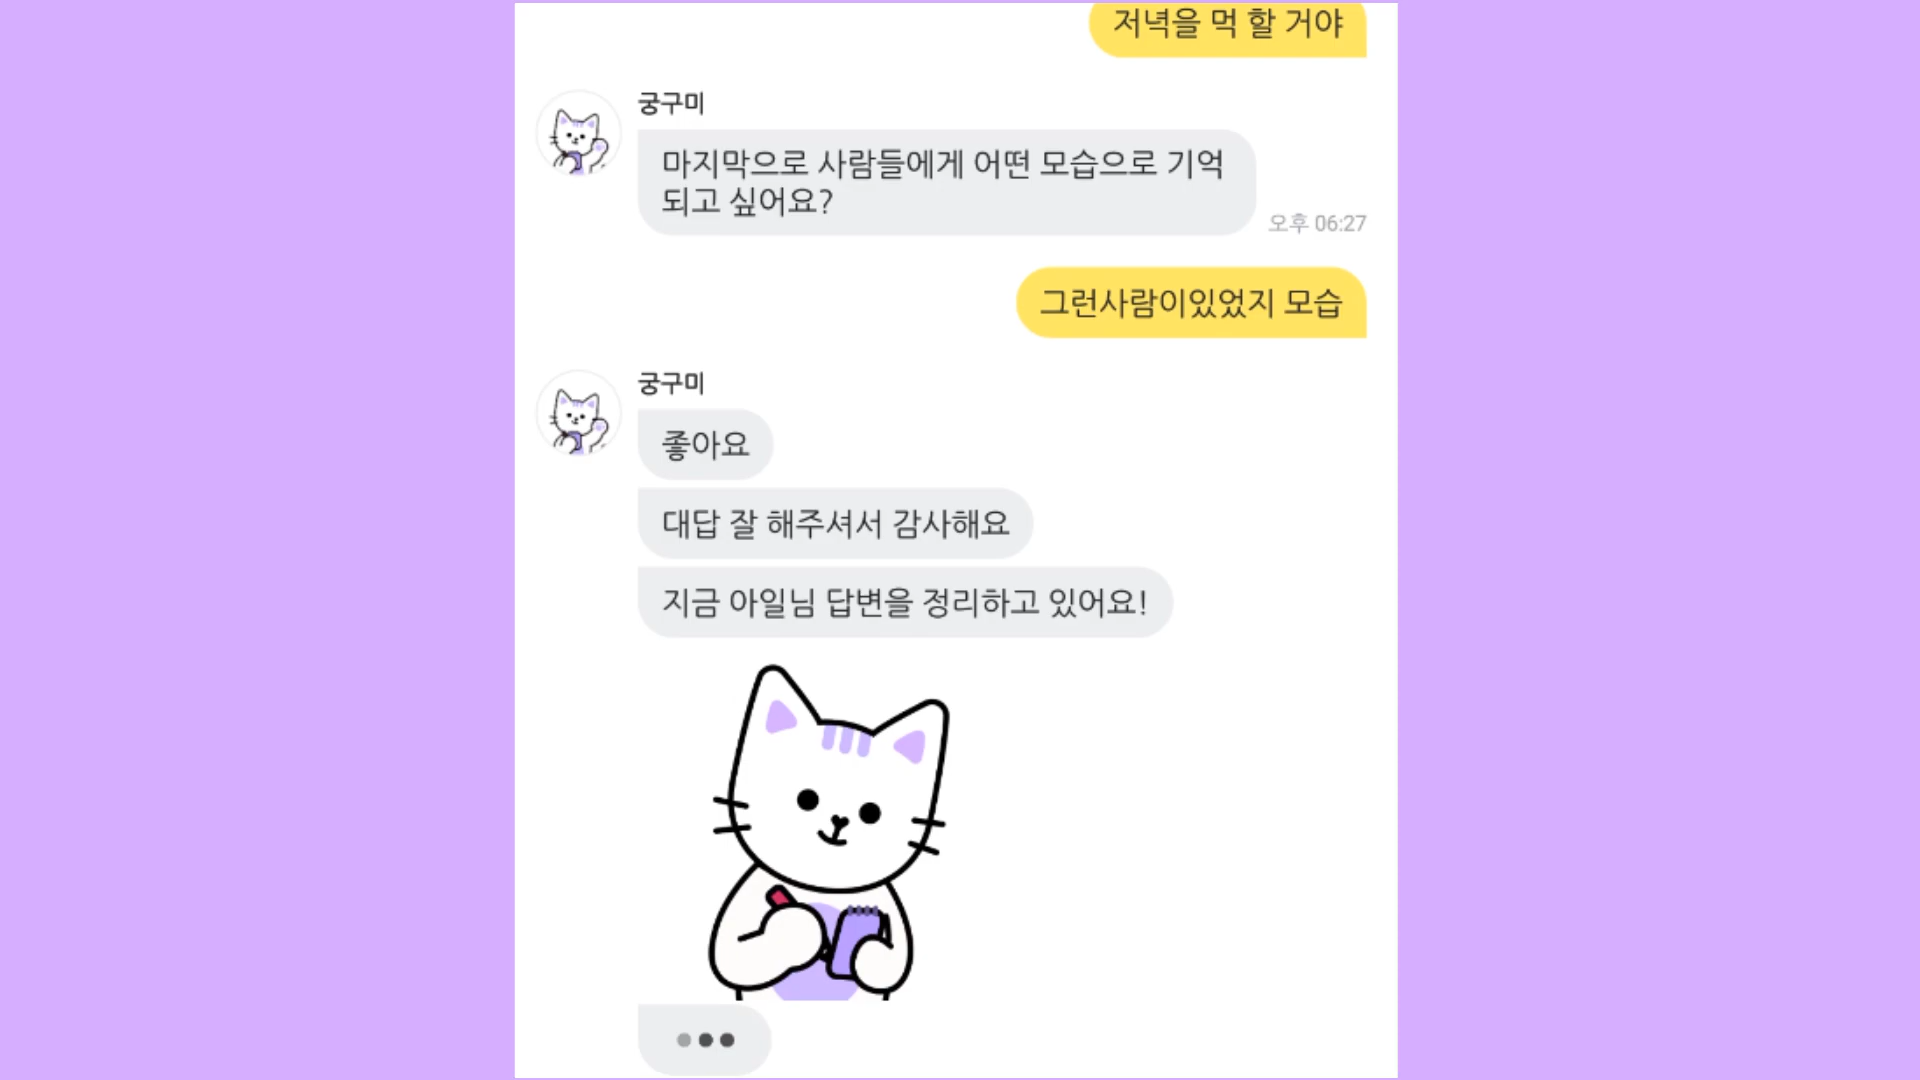 저녁을 먹 할 거야
궁구미
마지막으로 사람들에게 어떤 모습으로 기억
되고 싶어요?
오후 06:27
그런사람이있었지 모습
궁구미
좋아요
대답 잘 해주셔서 감사해요
지금 아일님 답변을 정리하고 있어요!